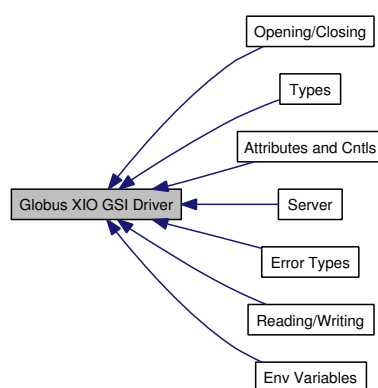 Opening/Closing
Types
Attributes and Cntls
Globus XIO GSI Driver
Server
Error Types
Reading/Writing
Env Variables